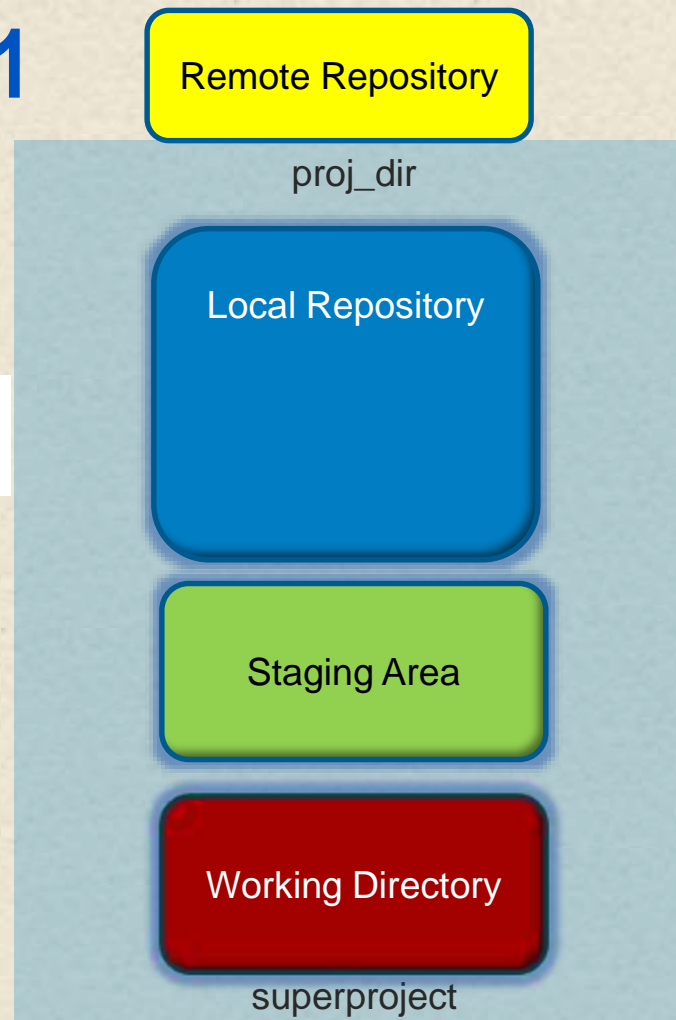 1
Remote Repository
proj_dir
Local Repository
Staging Area
Working Directory
superproject